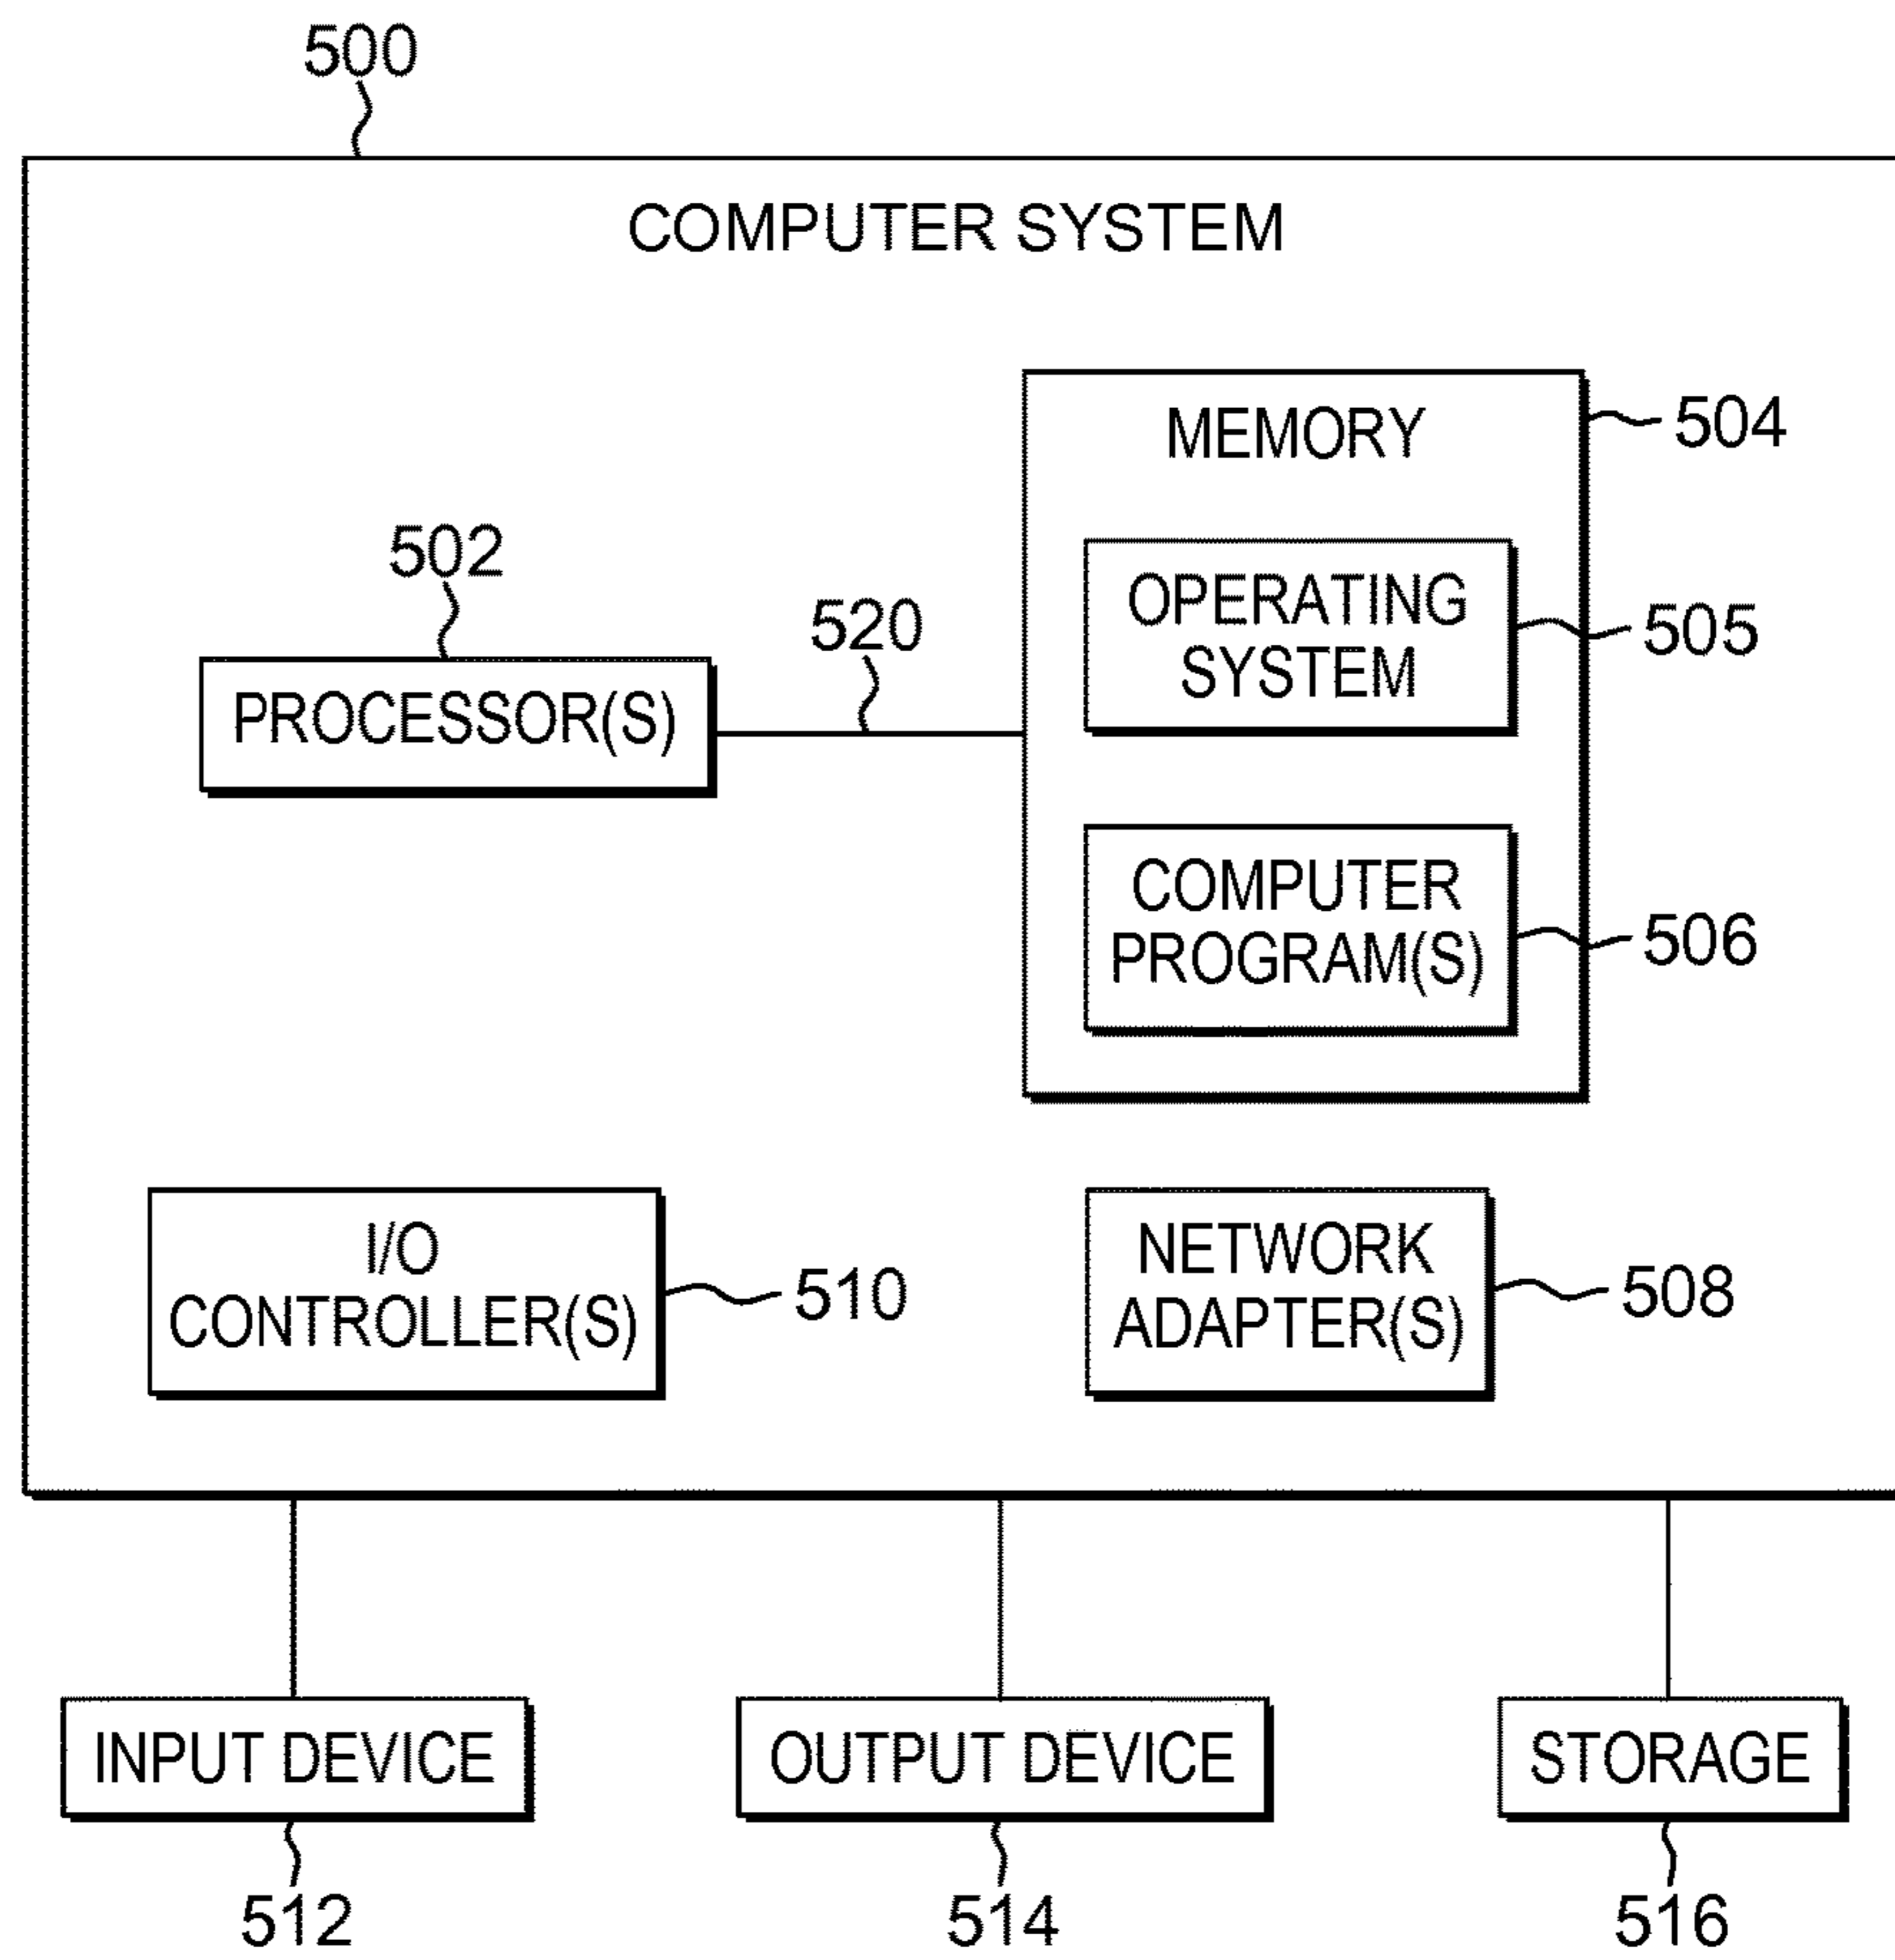 500
COMPUTER SYSTEM
MEMORY
504
502
520
OPERATING
SYSTEM
505
PROCESSOR(S)
COMPUTER
PROGRAM(S)
506
I/O
CONTROLLER(S)
510
NETWORK
ADAPTER(S)
508
INPUT DEVICE
OUTPUT DEVICE
STORAGE
512
514
516